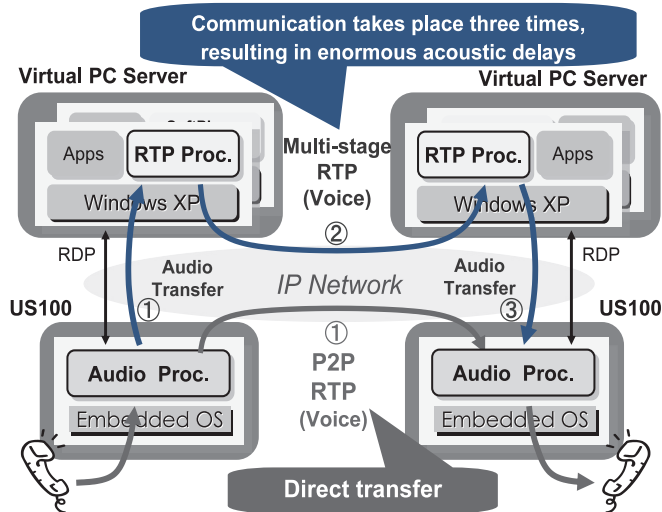 Communication takes place three times,
resulting in enormous acoustic delays
Virtual PC Server
Virtual PC Server
Apps
RTP Proc.
Windows XP
Multi-stage
RTP
(Voice)
②
RTP Proc.
Apps
Windows XP
RDP
RDP
Audio
Transfer
①
IP Network
Audio
Transfer
③
US100
US100
①
P2P
RTP
(Voice)
Audio Proc.
Embedded OS
Audio Proc.
Embedded OS
Direct transfer